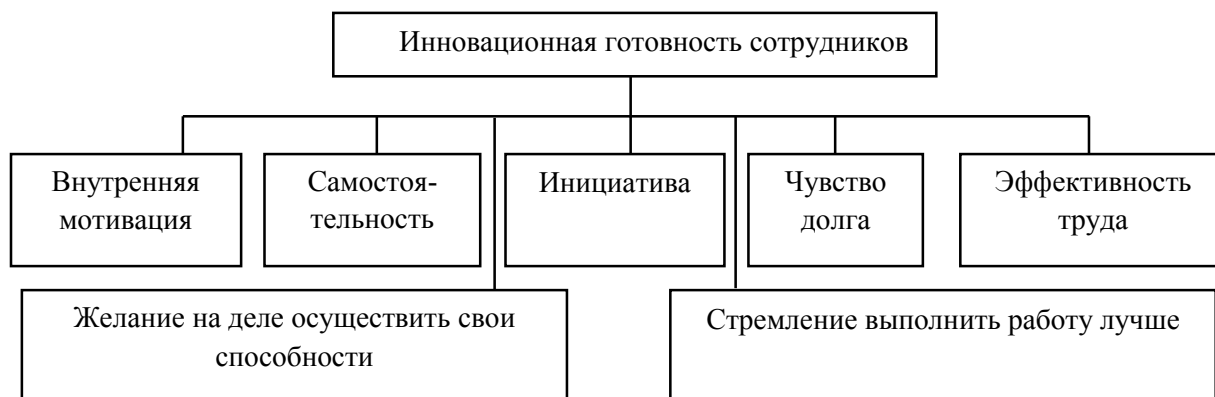 Инновационная готовность сотрудников
Внутренняя
мотивация
Самостоя-
тельность
Инициатива
Чувство
долга
Эффективность
труда
Желание на деле осуществить свои
способности
Стремление выполнить работу лучше